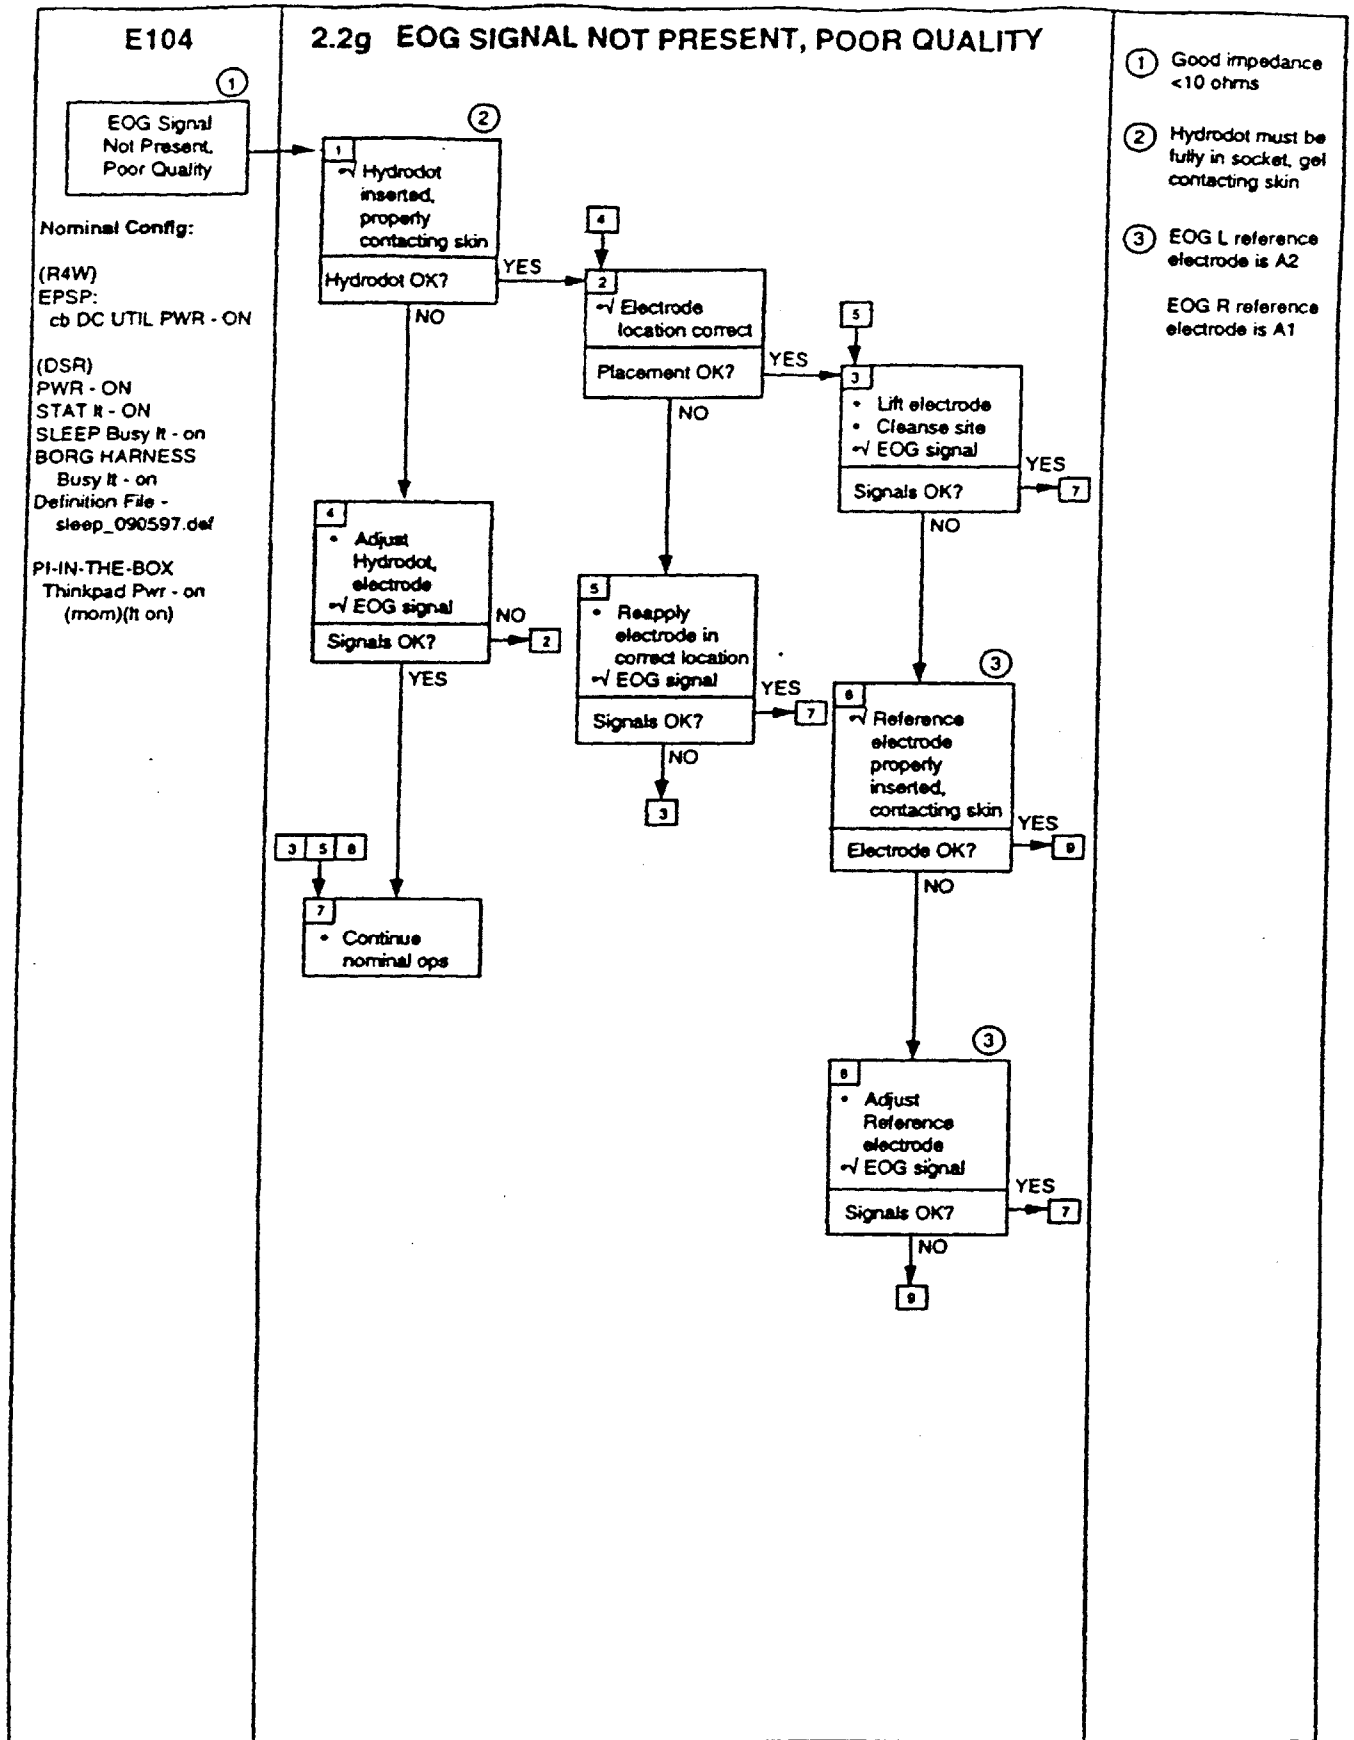 E104
2.2g EOG SIGNAL NOT PRESENT, POOR QUALITY
1
EOG Signal
Not Present,
Poor Quality
Nominal Config:
(R4W)
EPSP:
cb DC UTIL PWR - ON
(DSR)
PWR - ON
STAT lt - ON
SLEEP Busy lt - on
BORG HARNESS
Busy lt - on
Definition File -
sleep_090597.def
PI-IN-THE-BOX
Thinkpad Pwr - on
(mom)(lt on)
2
1
√ Hydrodot
inserted,
properly
contacting skin
Hydrodot OK?
YES
NO
4
2
√ Electrode
location correct
Placement OK?
YES
NO
5
3
• Lift electrode
• Cleanse site
√ EOG signal
Signals OK?
YES
7
NO
4
• Adjust
Hydrodot,
electrode
√ EOG signal
Signals OK?
NO
2
YES
5
• Reapply
electrode in
correct location
√ EOG signal
Signals OK?
YES
7
NO
3
3
6
√ Reference
electrode
properly
inserted,
contacting skin
Electrode OK?
YES
9
NO
3 5 8
7
• Continue
nominal ops
3
8
• Adjust
Reference
electrode
√ EOG signal
Signals OK?
YES
7
NO
9
1 Good impedance
<10 ohms
2 Hydrodot must be
fully in socket, gel
contacting skin
3 EOG L reference
electrode is A2
EOG R reference
electrode is A1